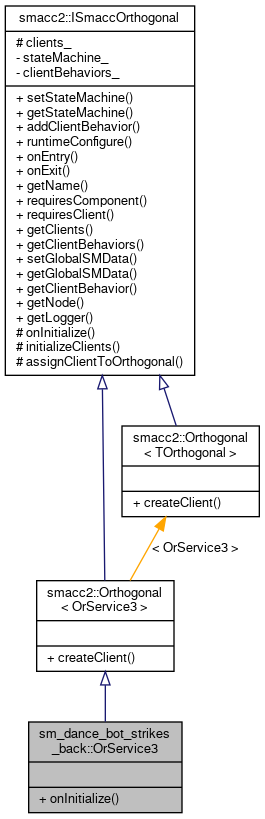 smacc2::ISmaccOrthogonal
# clients_
- stateMachine_
- clientBehaviors_
+ setStateMachine()
+ getStateMachine()
+ addClientBehavior()
+ runtimeConfigure()
+ onEntry()
+ onExit()
+ getName()
+ requiresComponent()
+ requiresClient()
+ getClients()
+ getClientBehaviors()
+ setGlobalSMData()
+ getGlobalSMData()
+ getClientBehavior()
+ getNode()
+ getLogger()
# onInitialize()
# initializeClients()
# assignClientToOrthogonal()
smacc2::Orthogonal
< TOrthogonal >
+ createClient()
< OrService3 >
smacc2::Orthogonal
< OrService3 >
+ createClient()
sm_dance_bot_strikes
_back::OrService3
+ onInitialize()